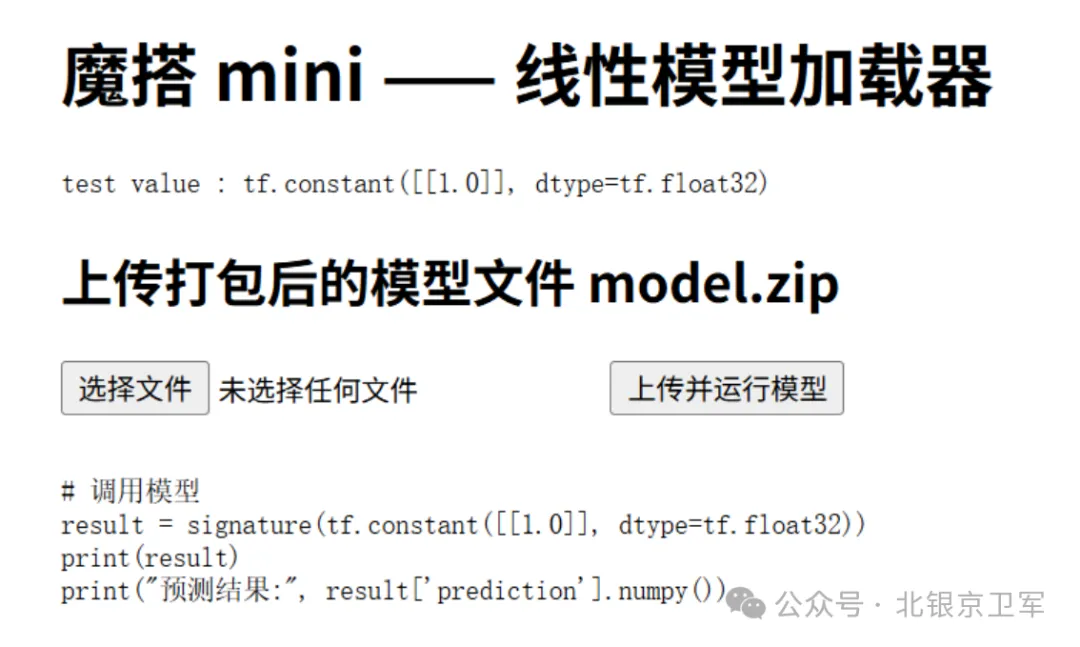 魔搭 mini —— 线性模型加载器
test value : tf.constant([[1.0]], dtype=tf.float32)
上传打包后的模型文件 model.zip
选择文件 未选择任何文件 上传并运行模型
# 调用模型
result = signature(tf.constant([[1.0]], dtype=tf.float32))
print(result)
print("预测结果:", result['prediction'].numpy())
公众号 · 北银京卫军